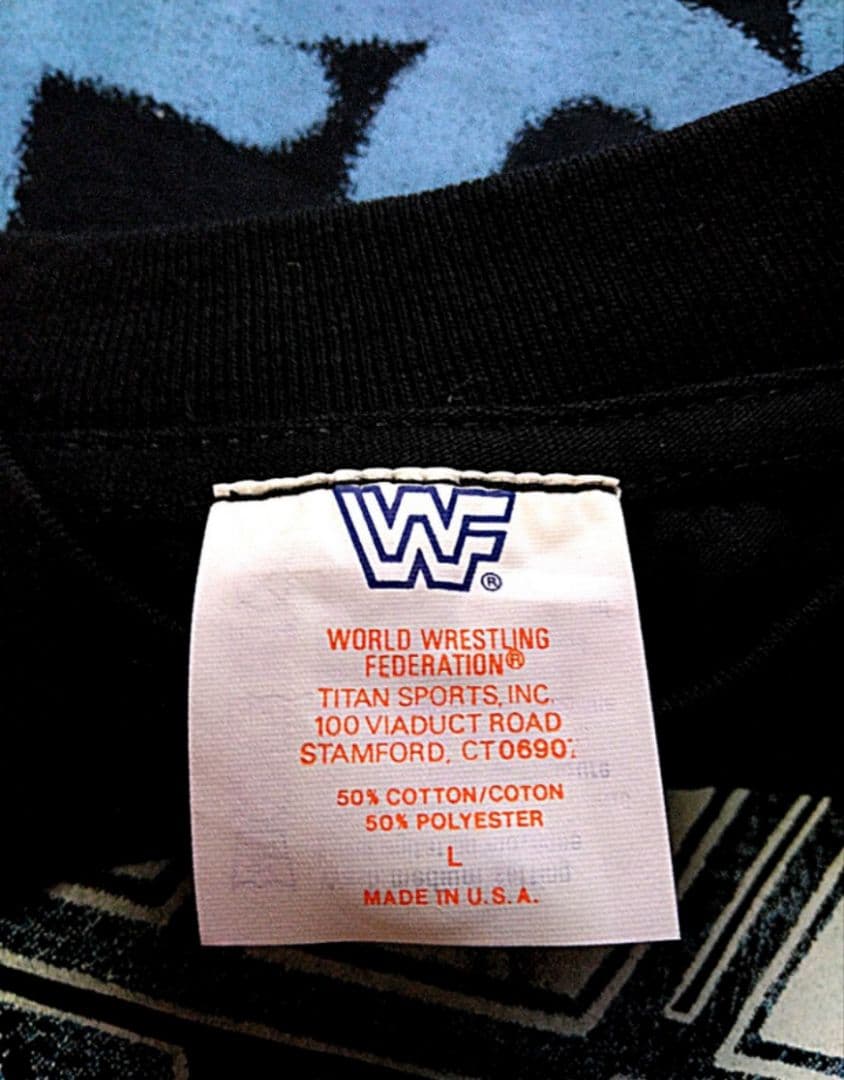 WF
®
WORLD WRESTLING
FEDERATION®
TITAN SPORTS, INC.
100 VIADUCT ROAD
STAMFORD, CT
50% COTTON/COTON
50% POLYESTER
L
MADE IN U.S.A.